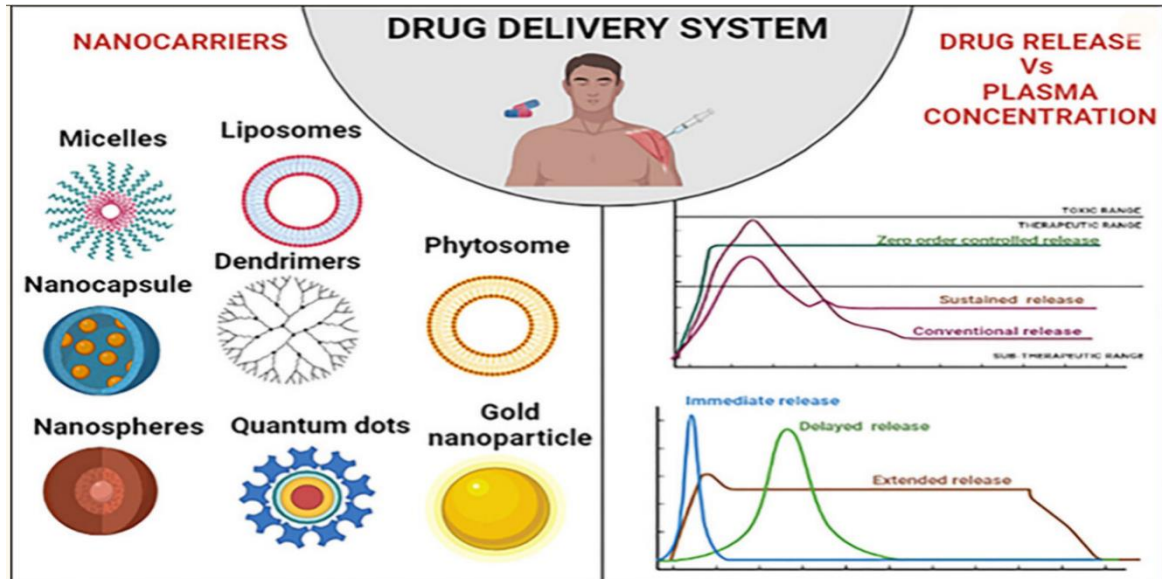 DRUG DELIVERY SYSTEM
NANOCARRIERS
Micelles
Liposomes
Nanocapsule
Dendrimers
Phytosome
Nanospheres
Quantum dots
Gold
nanoparticle
DRUG RELEASE
Vs
PLASMA
CONCENTRATION
TOXIC RANGE
THERAPEUTIC RANGE
Zero order controlled release
Sustained release
Conventional release
SUB-THERAPEUTIC RANGE
Immediate release
Delayed release
Extended release